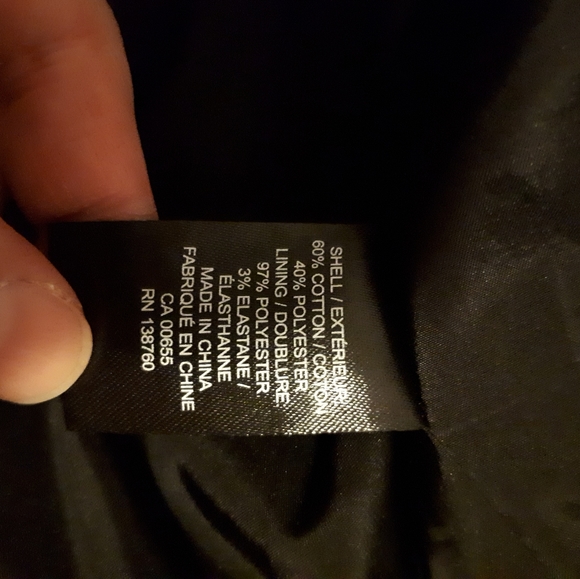 SHELL / EXTÉRIEUR
60% COTTON / COTON
40% POLYESTER
LINING / DOUBLURE
97% POLYESTER
3% ELASTANE /
ÉLASTHANNE
MADE IN CHINA
FABRIQUÉ EN CHINE
CA 00655
RN 138760